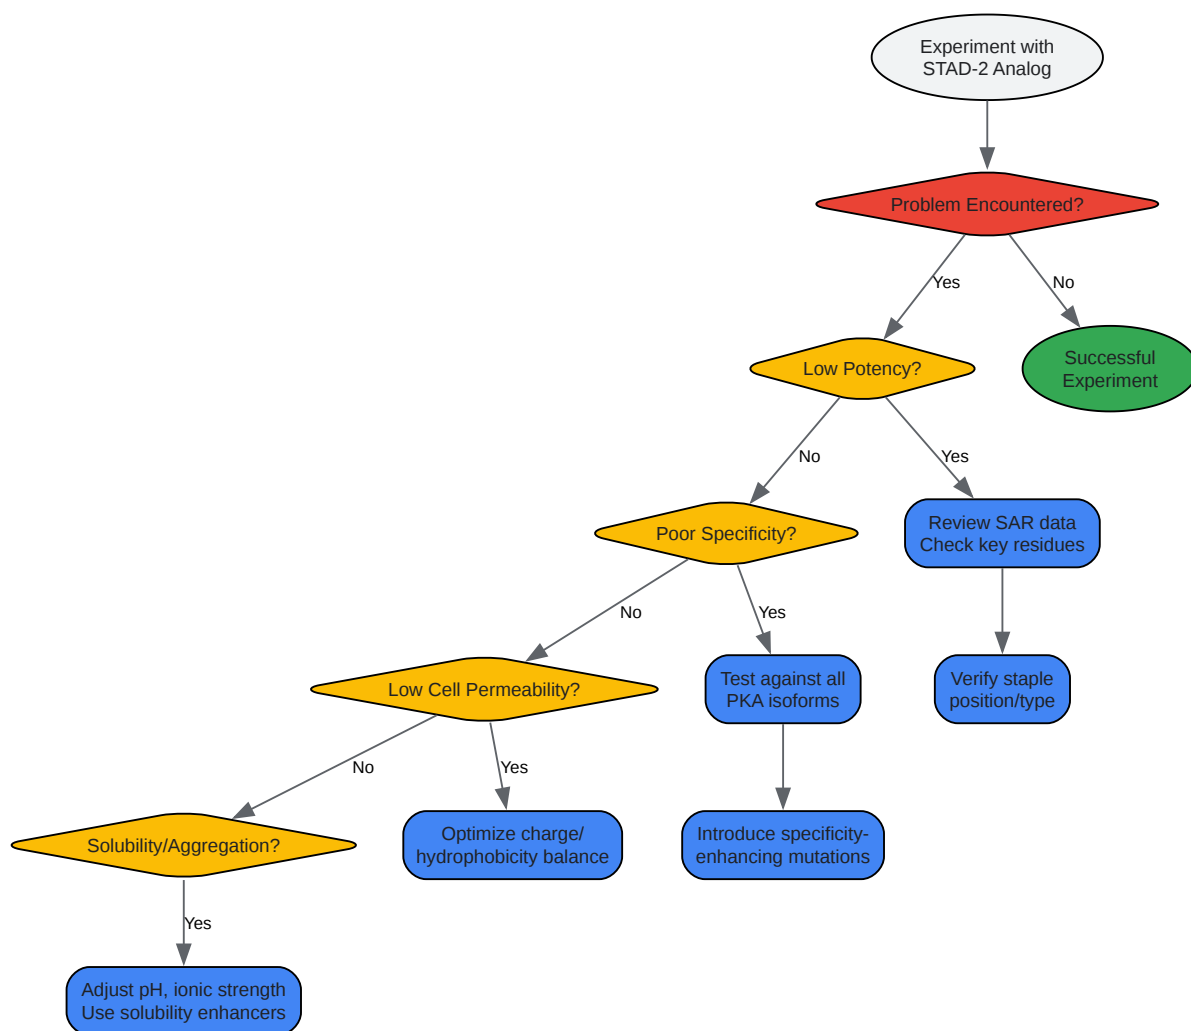 Experiment with
STAD-2 Analog
Problem Encountered?
Yes
No
Low Potency?
Successful
Experiment
No
Yes
Poor Specificity?
Review SAR data
Check key residues
No
Yes
Low Cell Permeability?
Test against all
PKA isoforms
Verify staple
position/type
No
Yes
Solubility/Aggregation?
Optimize charge/
hydrophobicity balance
Introduce specificity-
enhancing mutations
Yes
Adjust pH, ionic strength
Use solubility enhancers